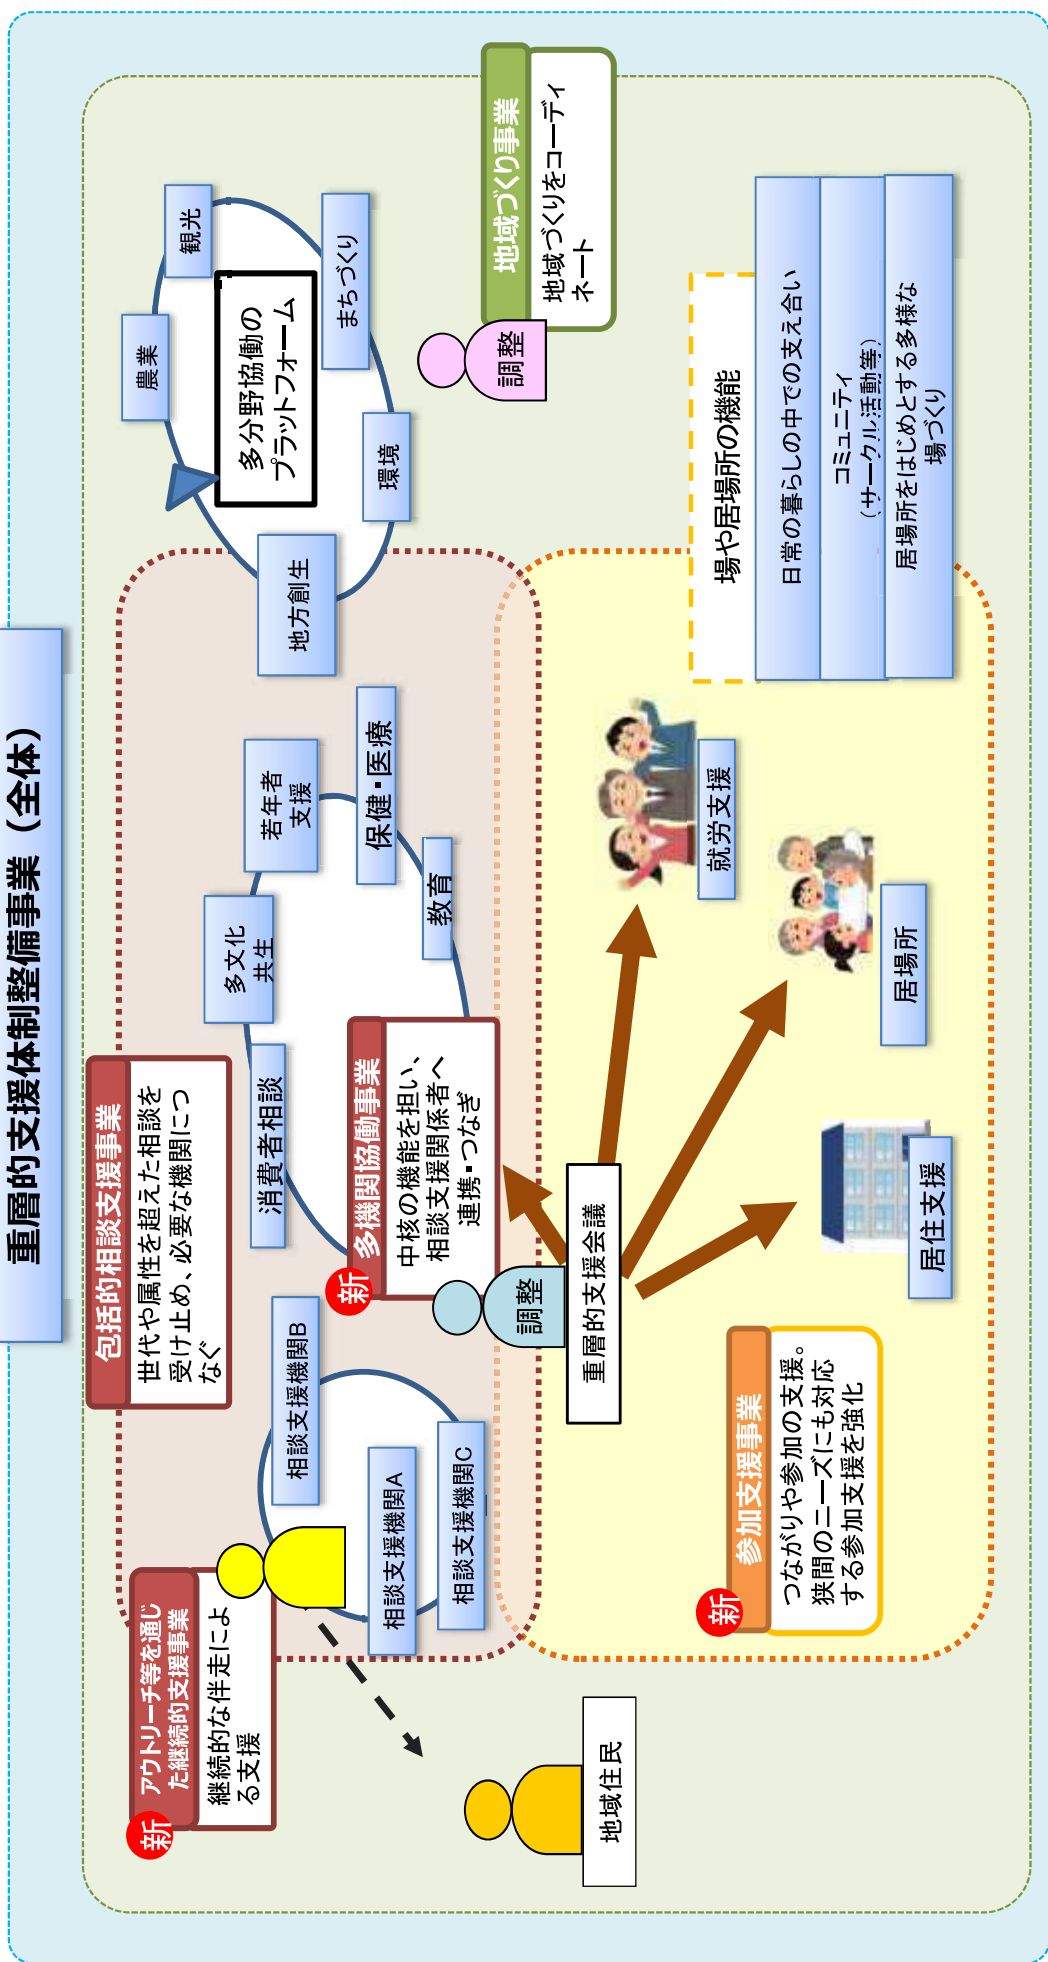 重層的支援体制整備事業（全体）
新
アウトリーチ等を通じ
た継続的支援事業
継続的な伴走によ
る支援
包括的相談支援事業
世代や属性を超えた相談を
受け止め、必要な機関につ
なぐ
相談支援機関B
相談支援機関A
相談支援機関C
消費者相談
多文化
共生
若年者
支援
保健・医療
教育
新
多機関協働事業
中核の機能を担い、
相談支援関係者へ
連携・つなぎ
調整
重層的支援会議
地方創生
農業
観光
まちづくり
環境
多分野協働の
プラットフォーム
地域づくり事業
地域づくりをコーディ
ネート
調整
地域住民
新
参加支援事業
つながりや参加の支援。
狭間のニーズにも対応
する参加支援を強化
居住支援
居場所
就労支援
場や居場所の機能
日常の暮らしの中での支え合い
コミュニティ
（サークル活動等）
居場所をはじめとする多様な
場づくり